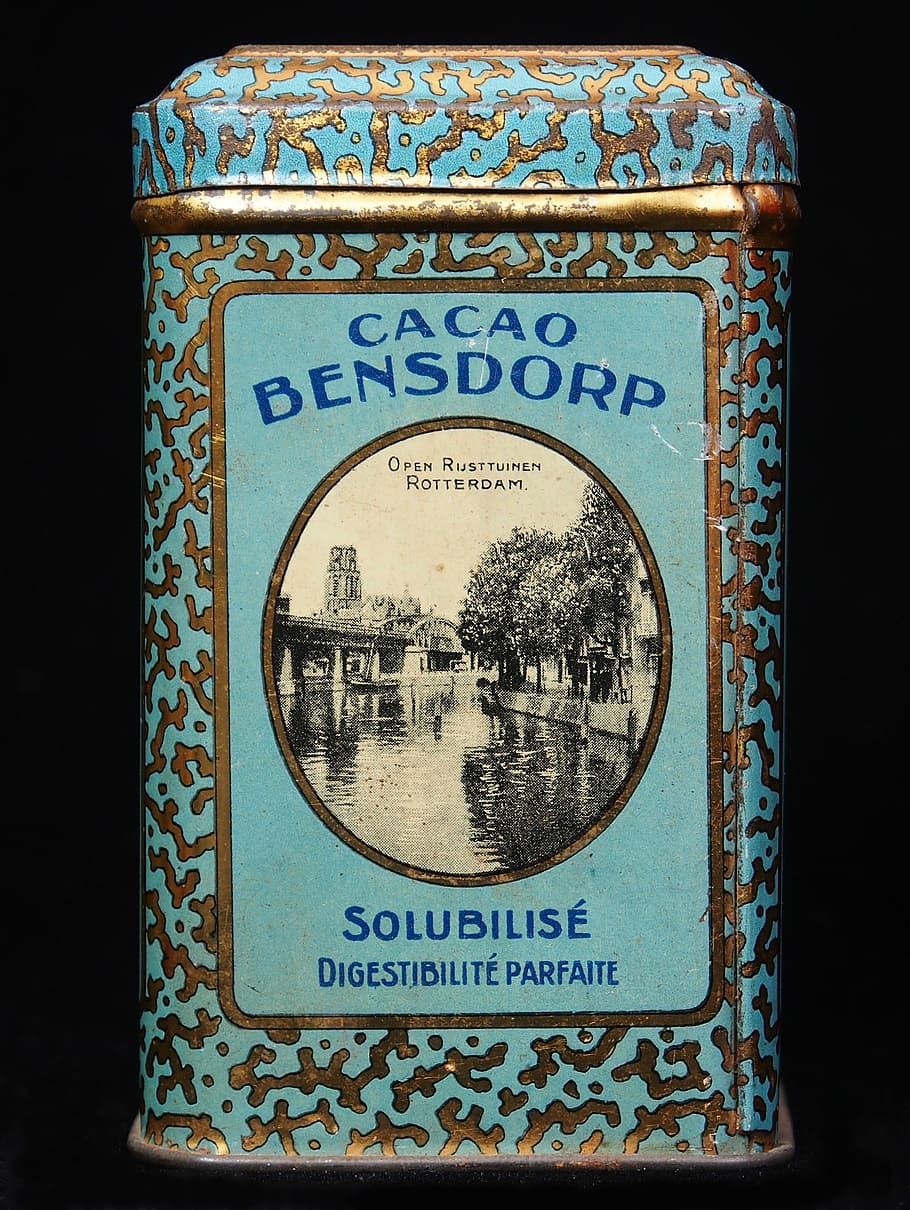 CACAO
BENSDORP
OPEN RIJSTTUINEN
ROTTERDAM.
SOLUBILISÉ
DIGESTIBILITÉ PARFAITE